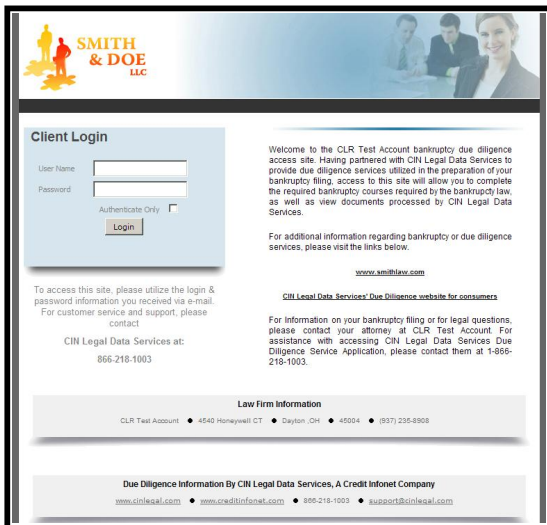 SMITH
& DOE
LLC
Client Login
User Name
Password
Authenticate Only
Login
To access this site, please utilize the login &
password information you received via e-mail.
For customer service and support, please
contact
CIN Legal Data Services at:
866-218-1003
Welcome to the CLR Test Account bankruptcy due diligence
access site. Having partnered with CIN Legal Data Services to
provide due diligence services utilized in the preparation of your
bankruptcy filing, access to this site will allow you to complete
the required bankruptcy courses required by the bankrupcty law,
as well as view documents processed by CIN Legal Data
Services.
For additional information regarding bankruptcy or due diligence
services, please visit the links below.
www.smithlaw.com
CIN Legal Data Services' Due Diligence website for consumers
For Information on your bankruptcy filing or for legal questions,
please contact your attorney at CLR Test Account. For
assistance with accessing CIN Legal Data Services Due
Diligence Service Application, please contact them at 1-866-
218-1003.
Law Firm Information
CLR Test Account ● 4540 Honeywell CT ● Dayton ,OH ● 45004 ● (937) 235-8908
Due Diligence Information By CIN Legal Data Services, A Credit Infonet Company
www.cinlegal.com ● www.creditinfonet.com ● 866-218-1003 ● support@cinlegal.com